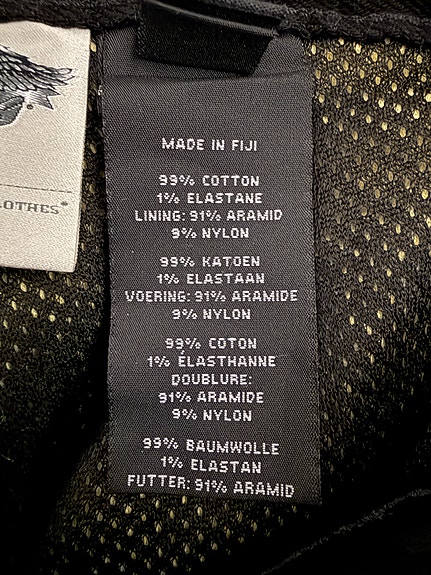 LOTHES®
MADE IN FIJI
99% COTTON
1% ELASTANE
LINING: 91% ARAMID
9% NYLON
99% KATOEN
1% ELASTAAN
VOERING: 91% ARAMIDE
9% NYLON
99% COTON
1% ÉLASTHANNE
DOUBLURE:
91% ARAMIDE
9% NYLON
99% BAUMWOLLE
1% ELASTAN
FUTTER: 91% ARAMID